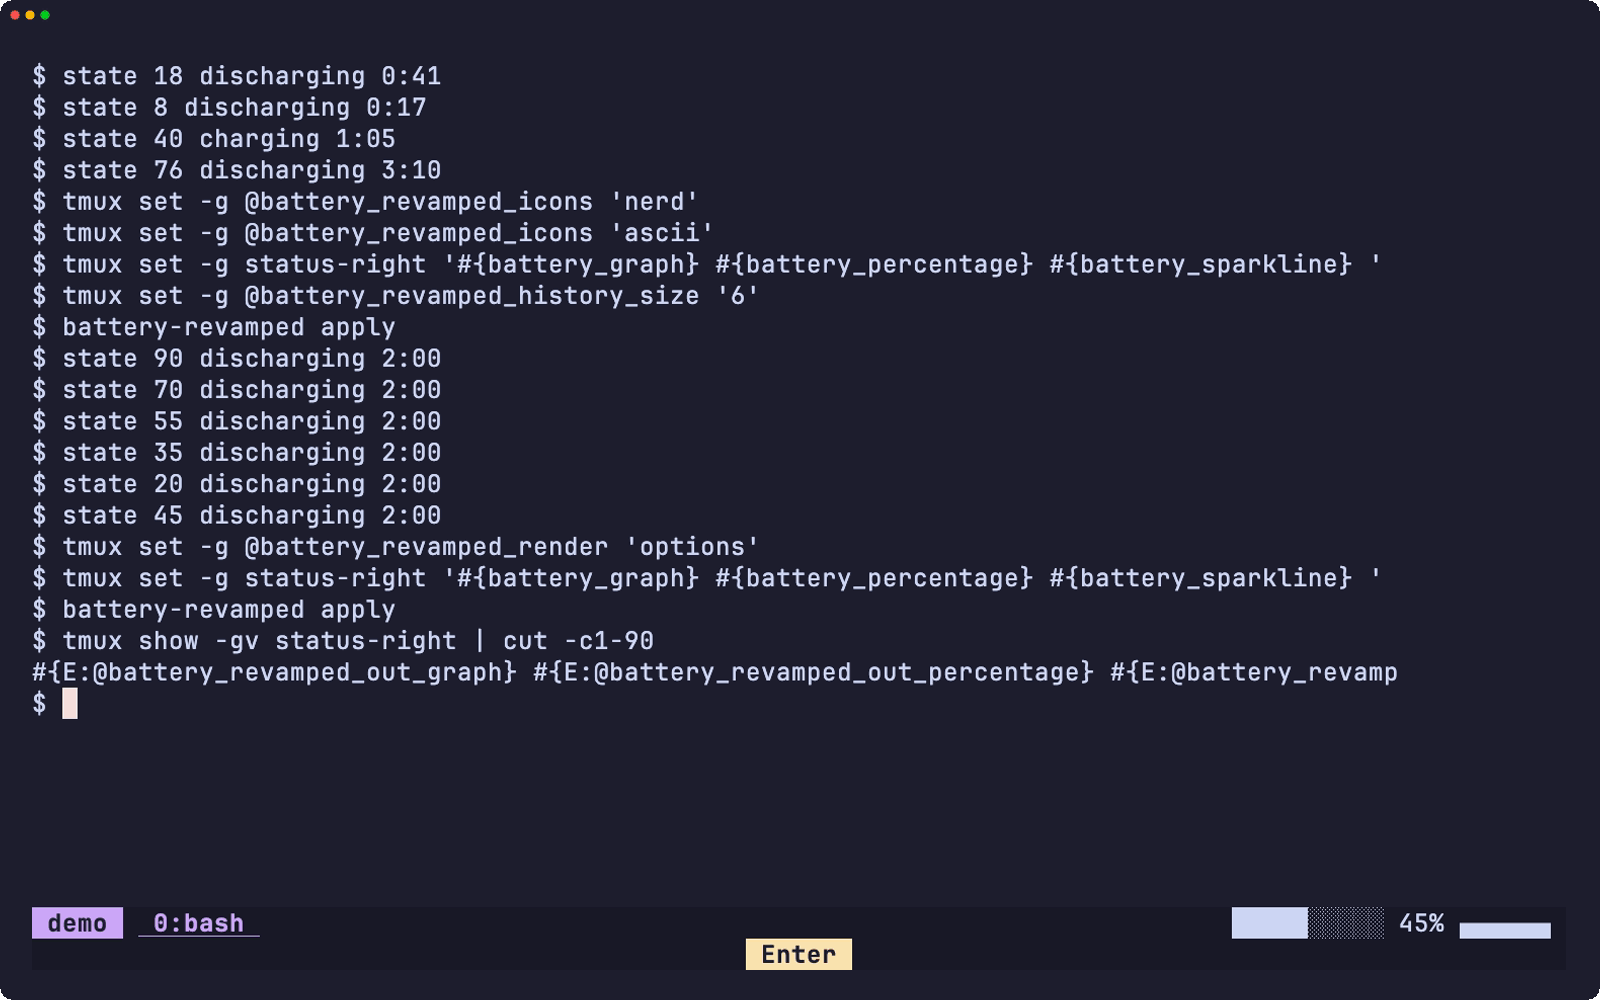 $ state 18 discharging 0:41
$ state 8 discharging 0:17
$ state 40 charging 1:05
$ state 76 discharging 3:10
$ tmux set -g @battery_revamped_icons 'nerd'
$ tmux set -g @battery_revamped_icons 'ascii'
$ tmux set -g status-right '#{battery_graph} #{battery_percentage} #{battery_sparkline} '
$ tmux set -g @battery_revamped_history_size '6'
$ battery-revamped apply
$ state 90 discharging 2:00
$ state 70 discharging 2:00
$ state 55 discharging 2:00
$ state 35 discharging 2:00
$ state 20 discharging 2:00
$ state 45 discharging 2:00
$ tmux set -g @battery_revamped_render 'options'
$ tmux set -g status-right '#{battery_graph} #{battery_percentage} #{battery_sparkline} '
$ battery-revamped apply
$ tmux show -gv status-right | cut -c1-90
#{E:@battery_revamped_out_graph} #{E:@battery_revamped_out_percentage} #{E:@battery_revamp
$
demo 0:bash 45%
Enter